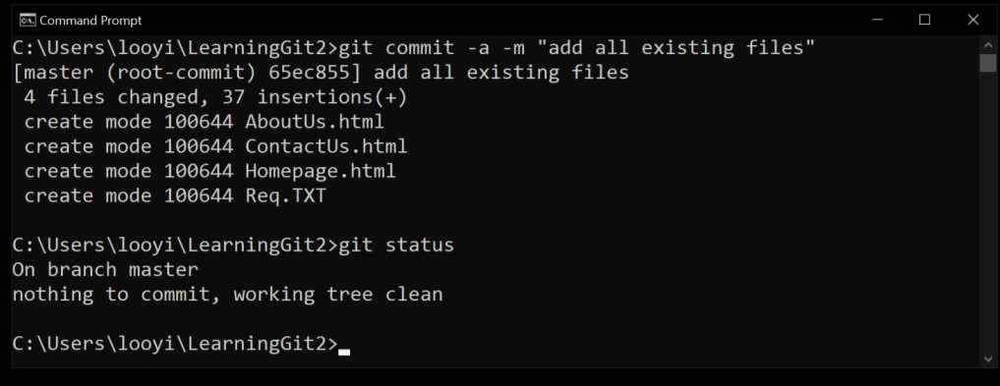 Command Prompt
C:\Users\looyi\LearningGit2>git commit -a -m "add all existing files"
[master (root-commit) 65ec855] add all existing files
 4 files changed, 37 insertions(+)
 create mode 100644 AboutUs.html
 create mode 100644 ContactUs.html
 create mode 100644 Homepage.html
 create mode 100644 Req.TXT
C:\Users\looyi\LearningGit2>git status
On branch master
nothing to commit, working tree clean
C:\Users\looyi\LearningGit2>